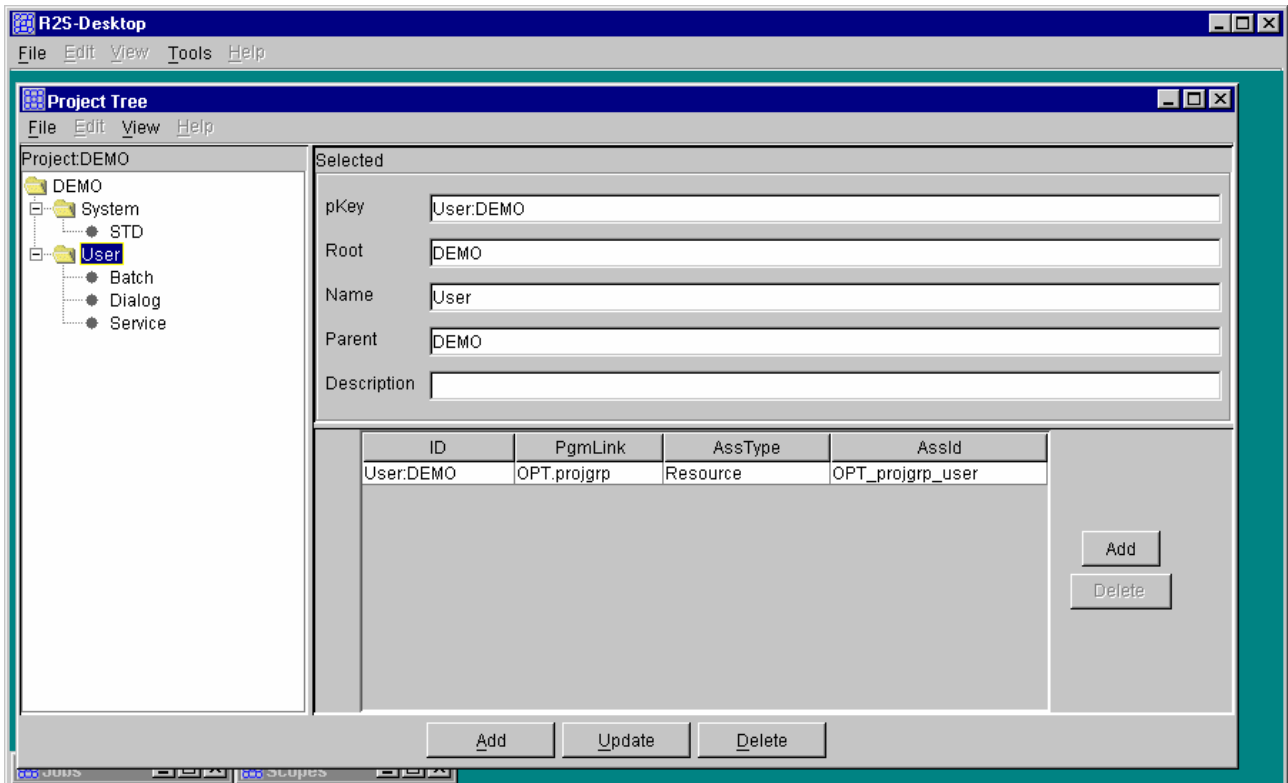 R2S-Desktop
File Edit View Tools Help
Project Tree
File Edit View Help
Project:DEMO
DEMO
System
STD
User
Batch
Dialog
Service
Selected
pKey User:DEMO
Root DEMO
Name User
Parent DEMO
Description
ID PgmLink AssType AssId
User:DEMO OPT.projgrp Resource OPT_projgrp_user
Add
Delete
Add Update Delete
Jobs Scopes